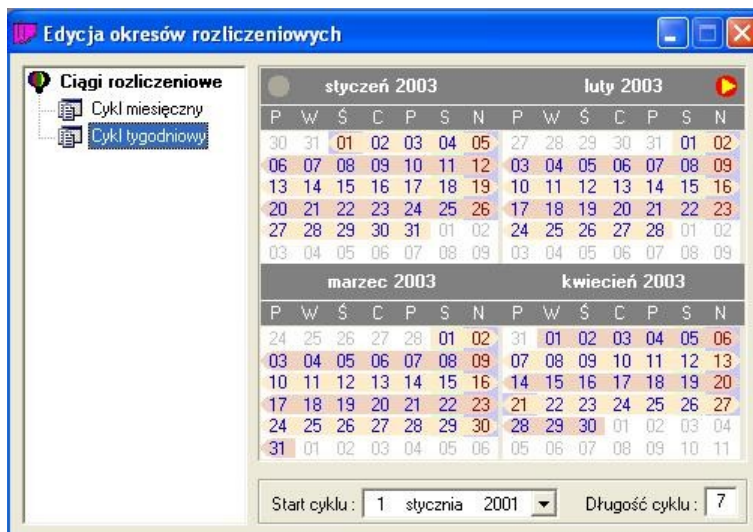 Edycja okresów rozliczeniowych
Ciągi rozliczeniowe
Cykl miesięczny
Cykl tygodniowy
styczeń 2003 luty 2003
P W Ś C P S N P W Ś C P S N
30 31 01 02 03 04 05 27 28 29 30 31 01 02
06 07 08 09 10 11 12 03 04 05 06 07 08 09
13 14 15 16 17 18 19 10 11 12 13 14 15 16
20 21 22 23 24 25 26 17 18 19 20 21 22 23
27 28 29 30 31 01 02 24 25 26 27 28 01 02
03 04 05 06 07 08 09 03 04 05 06 07 08 09
marzec 2003 kwiecień 2003
P W Ś C P S N P W Ś C P S N
24 25 26 27 28 01 02 31 01 02 03 04 05 06
03 04 05 06 07 08 09 07 08 09 10 11 12 13
10 11 12 13 14 15 16 14 15 16 17 18 19 20
17 18 19 20 21 22 23 21 22 23 24 25 26 27
24 25 26 27 28 29 30 28 29 30 01 02 03 04
31 01 02 03 04 05 06 05 06 07 08 09 10 11
Start cyklu : 1 stycznia 2001 Długość cyklu : 7